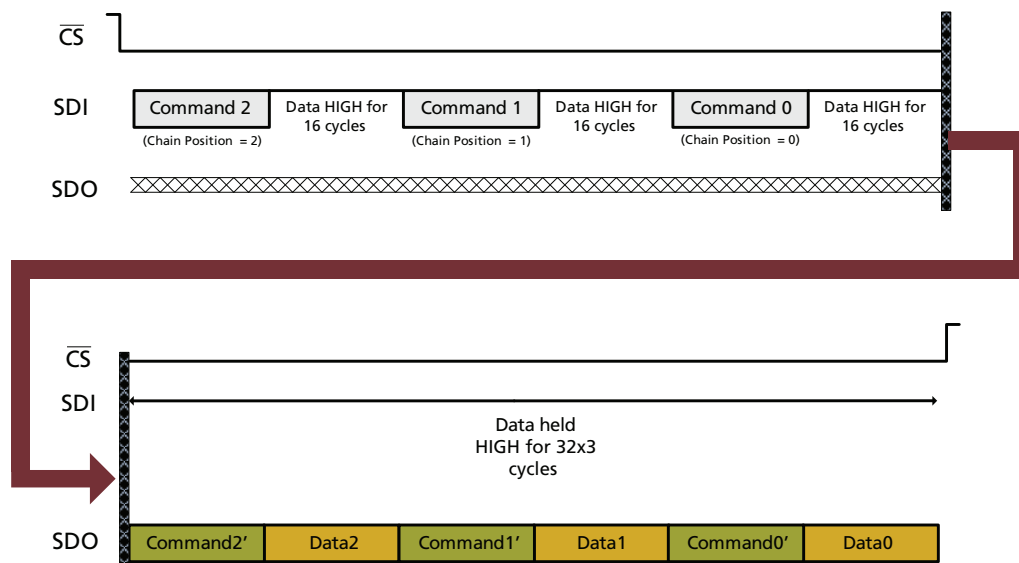 CS
SDI
Command 2
Data HIGH for
16 cycles
Command 1
Data HIGH for
16 cycles
Command 0
Data HIGH for
16 cycles
(Chain Position = 2)
(Chain Position = 1)
(Chain Position = 0)
SDO
CS
SDI
Data held
HIGH for 32x3
cycles
SDO
Command2'
Data2
Command1'
Data1
Command0'
Data0